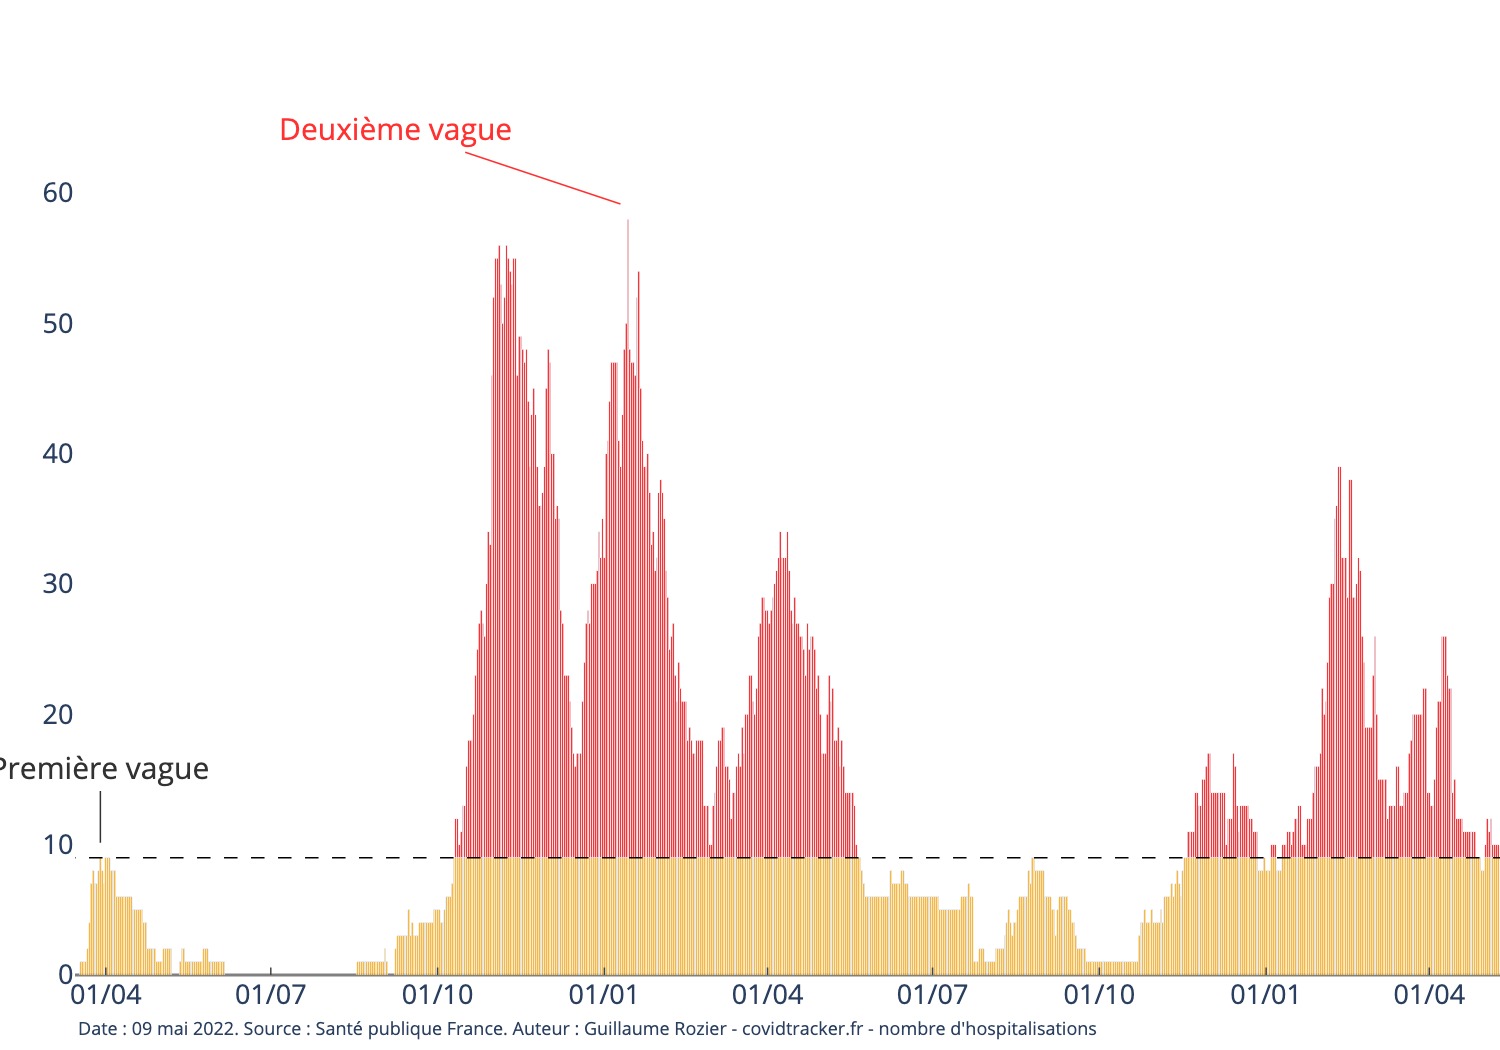 Deuxième vague
60
50
40
30
20
Première vague
10
0
01/04 01/07 01/10 01/01 01/04 01/07 01/10 01/01 01/04
Date : 09 mai 2022. Source : Santé publique France. Auteur : Guillaume Rozier - covidtracker.fr - nombre d'hospitalisations